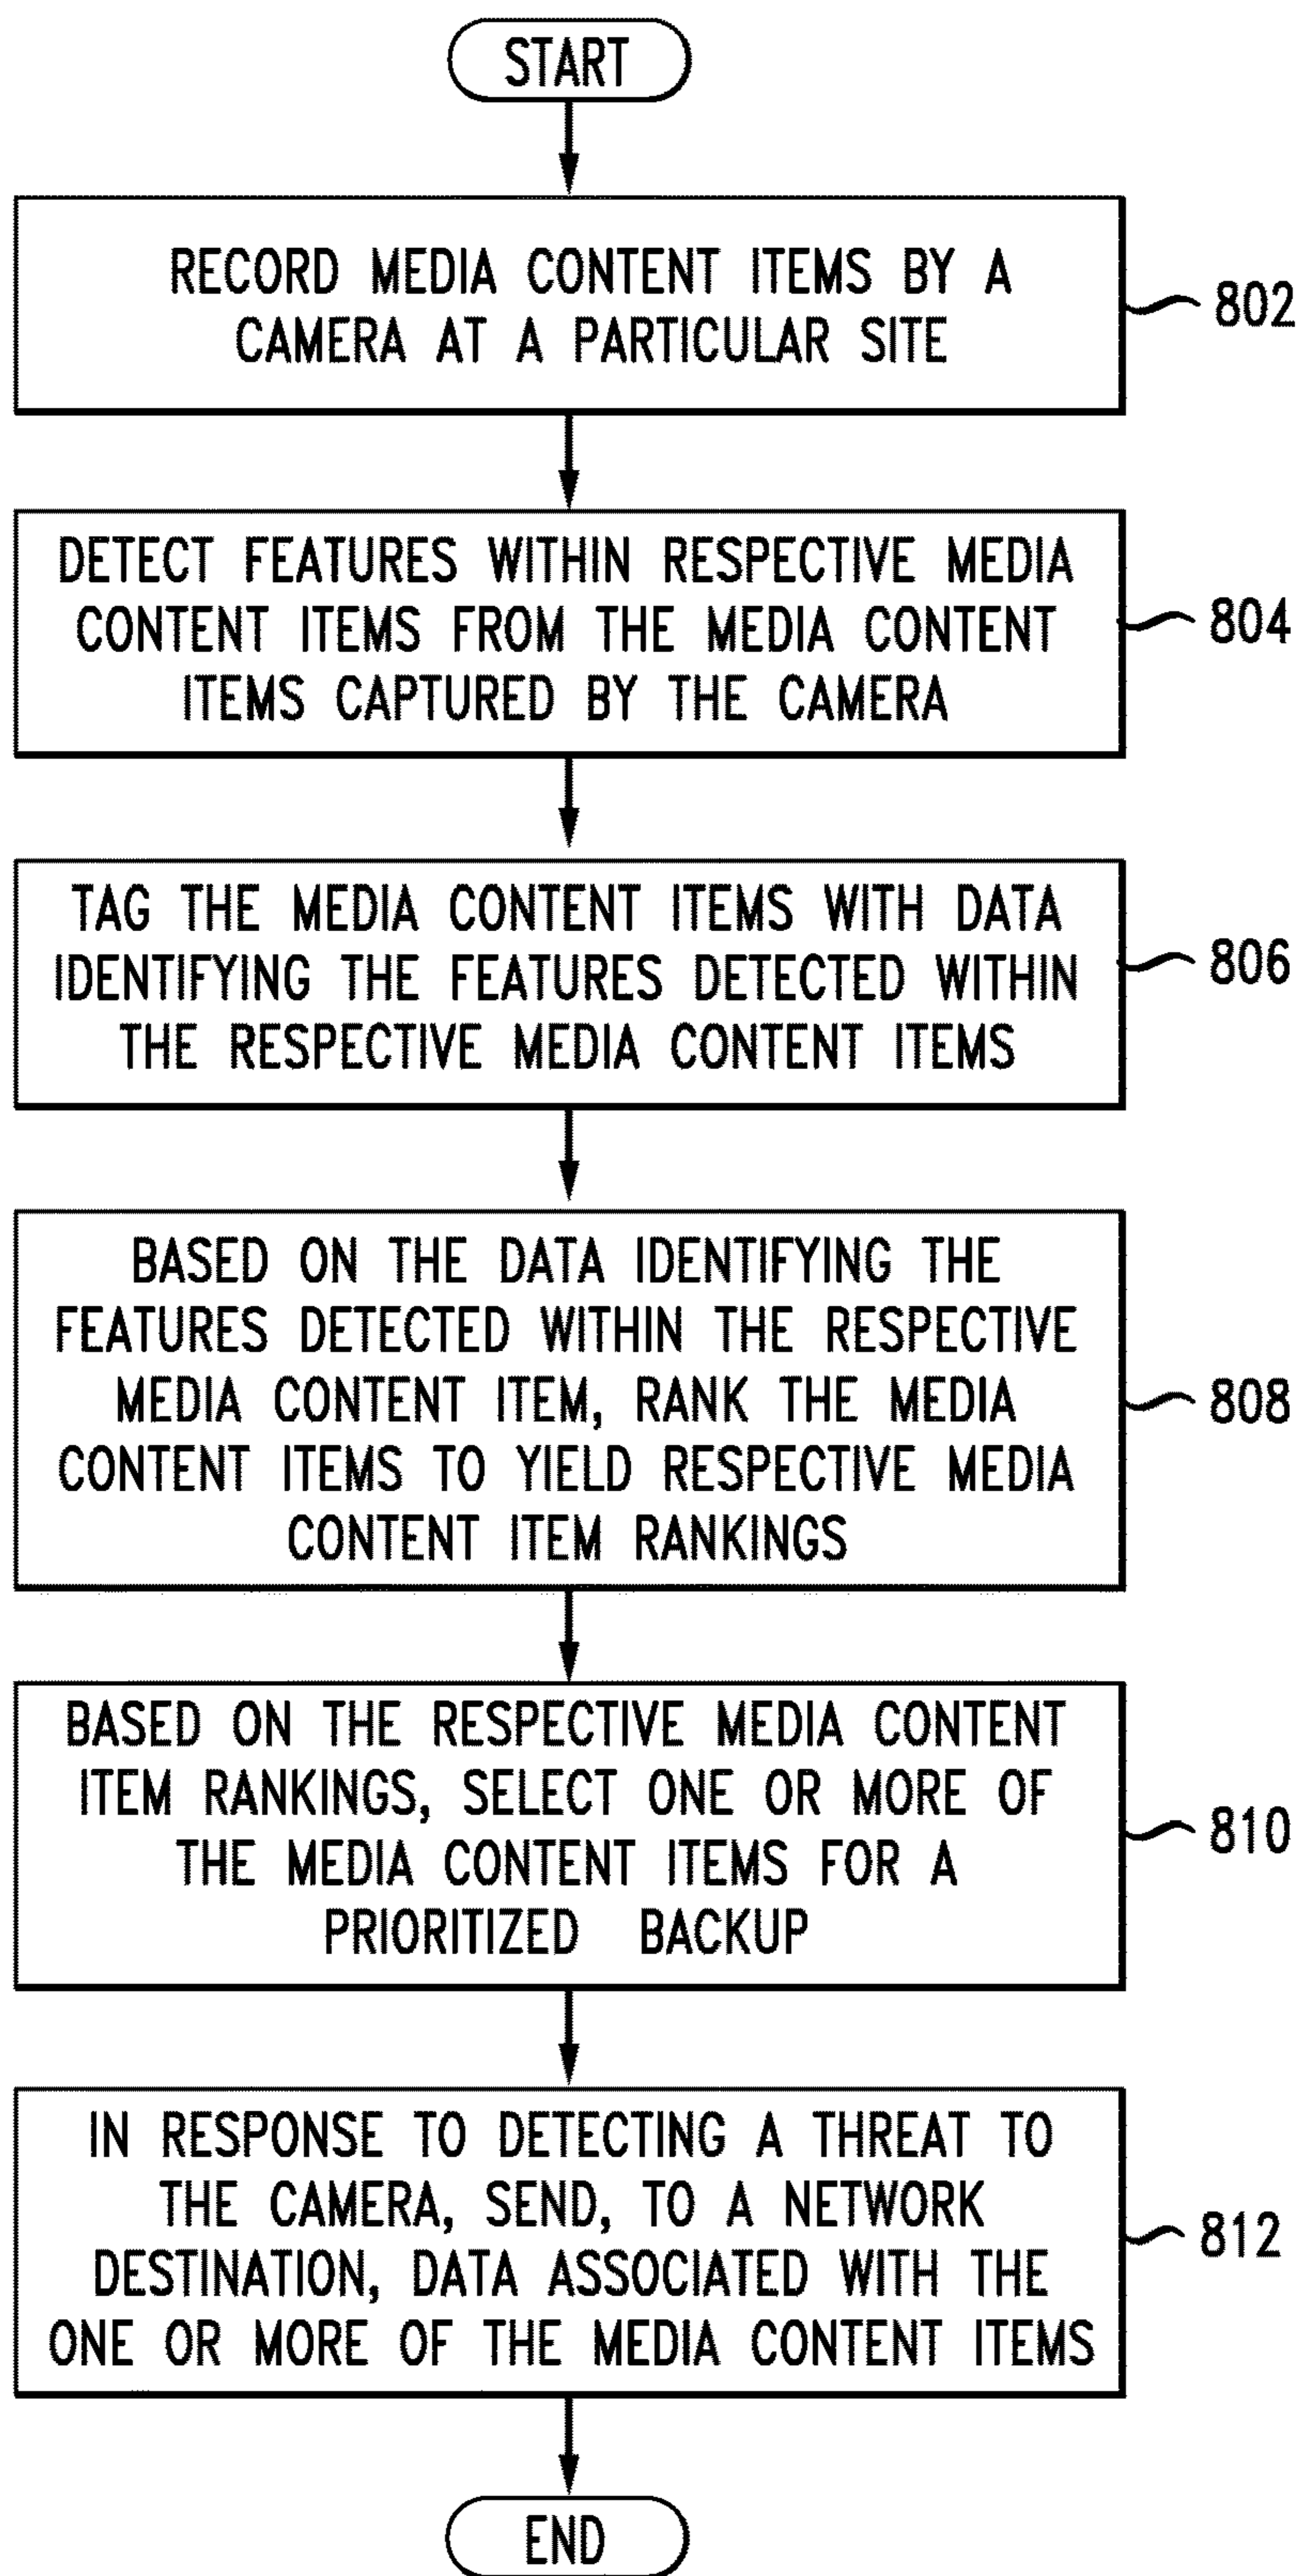 START
RECORD MEDIA CONTENT ITEMS BY A
CAMERA AT A PARTICULAR SITE
802
DETECT FEATURES WITHIN RESPECTIVE MEDIA
CONTENT ITEMS FROM THE MEDIA CONTENT
ITEMS CAPTURED BY THE CAMERA
804
TAG THE MEDIA CONTENT ITEMS WITH DATA
IDENTIFYING THE FEATURES DETECTED WITHIN
THE RESPECTIVE MEDIA CONTENT ITEMS
806
BASED ON THE DATA IDENTIFYING THE
FEATURES DETECTED WITHIN THE RESPECTIVE
MEDIA CONTENT ITEM, RANK THE MEDIA
CONTENT ITEMS TO YIELD RESPECTIVE MEDIA
CONTENT ITEM RANKINGS
808
BASED ON THE RESPECTIVE MEDIA CONTENT
ITEM RANKINGS, SELECT ONE OR MORE OF
THE MEDIA CONTENT ITEMS FOR A
PRIORITIZED BACKUP
810
IN RESPONSE TO DETECTING A THREAT TO
THE CAMERA, SEND, TO A NETWORK
DESTINATION, DATA ASSOCIATED WITH THE
ONE OR MORE OF THE MEDIA CONTENT ITEMS
812
END